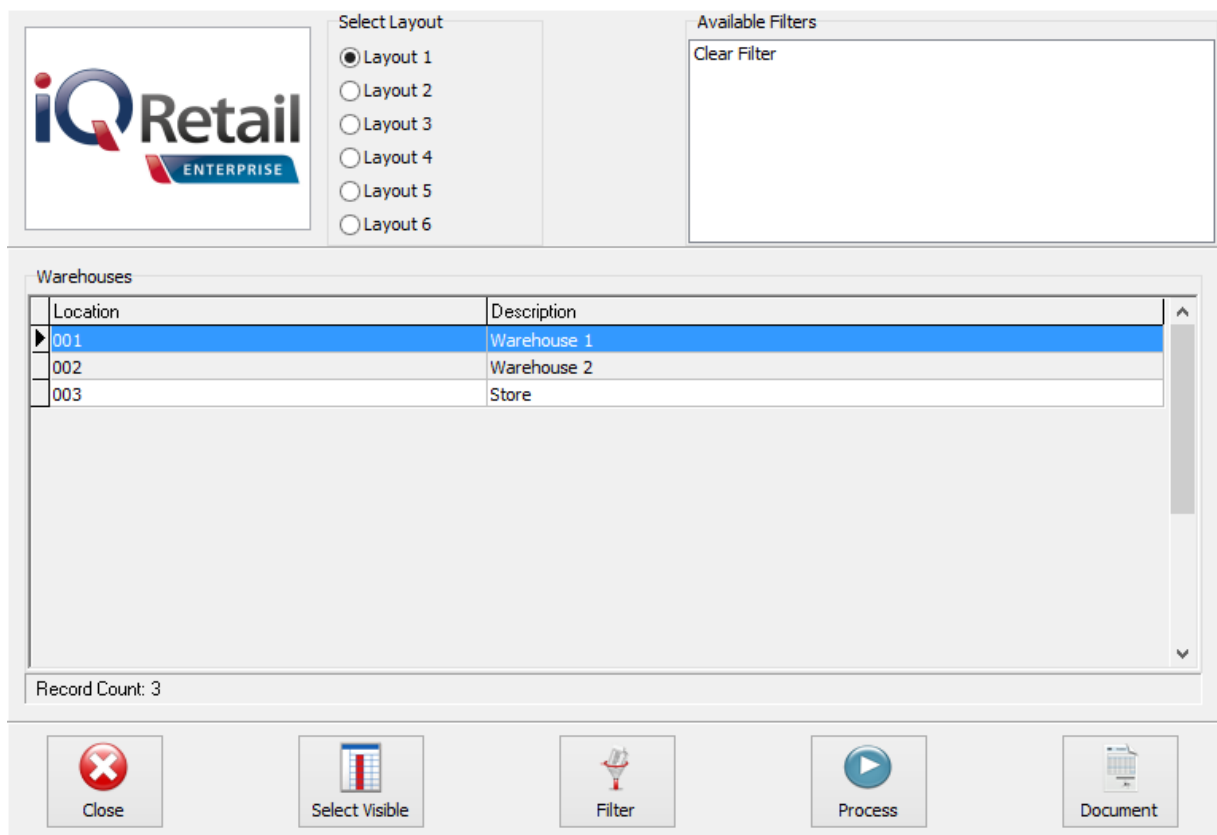 iQ Retail
ENTERPRISE
Select Layout
Layout 1
Layout 2
Layout 3
Layout 4
Layout 5
Layout 6
Available Filters
Clear Filter
Warehouses
Location Description
001 Warehouse 1
002 Warehouse 2
003 Store
Record Count: 3
Close Select Visible Filter Process Document